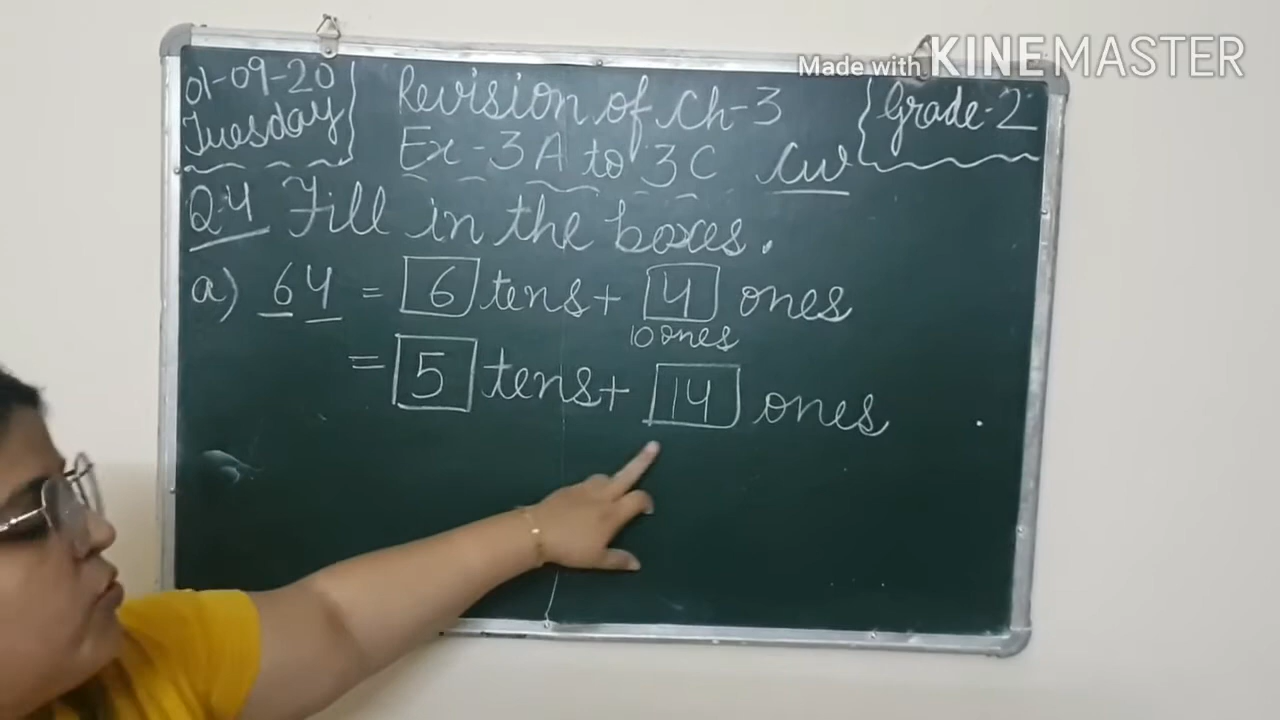 Made with KINEMASTER
01-09-20 Revision of Ch-3 Grade-2
Tuesday Ex-3A to 3C CW
Q.4 Fill in the boxes.
a) 64 = 6 tens + 4 ones
10 ones
= 5 tens + 14 ones